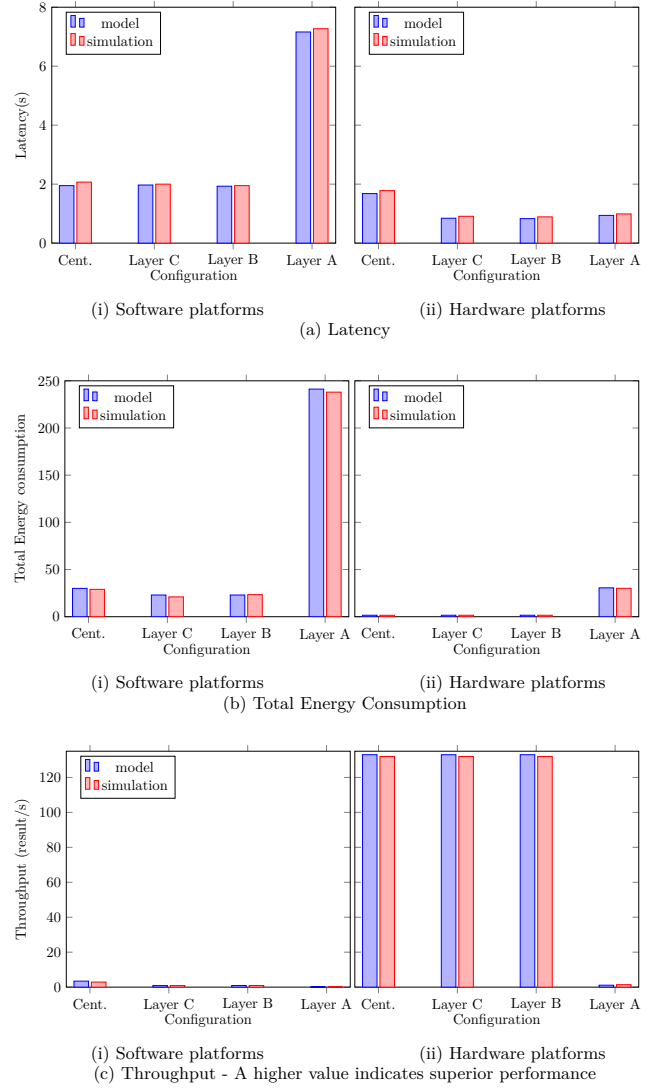 8
6
4
2
0
Latency(s)
model
simulation
model
simulation
Cent. Layer C Layer B Layer A
Configuration
Cent. Layer C Layer B Layer A
Configuration
(i) Software platforms
(ii) Hardware platforms
(a) Latency
250
200
150
100
50
0
Total Energy consumption
model
simulation
model
simulation
Cent. Layer C Layer B Layer A
Configuration
Cent. Layer C Layer B Layer A
Configuration
(i) Software platforms
(ii) Hardware platforms
(b) Total Energy Consumption
120
100
80
60
40
20
0
Throughput (result/s)
model
simulation
Cent. Layer C Layer B Layer A
Configuration
Cent. Layer C Layer B Layer A
Configuration
(i) Software platforms
(ii) Hardware platforms
(c) Throughput - A higher value indicates superior performance